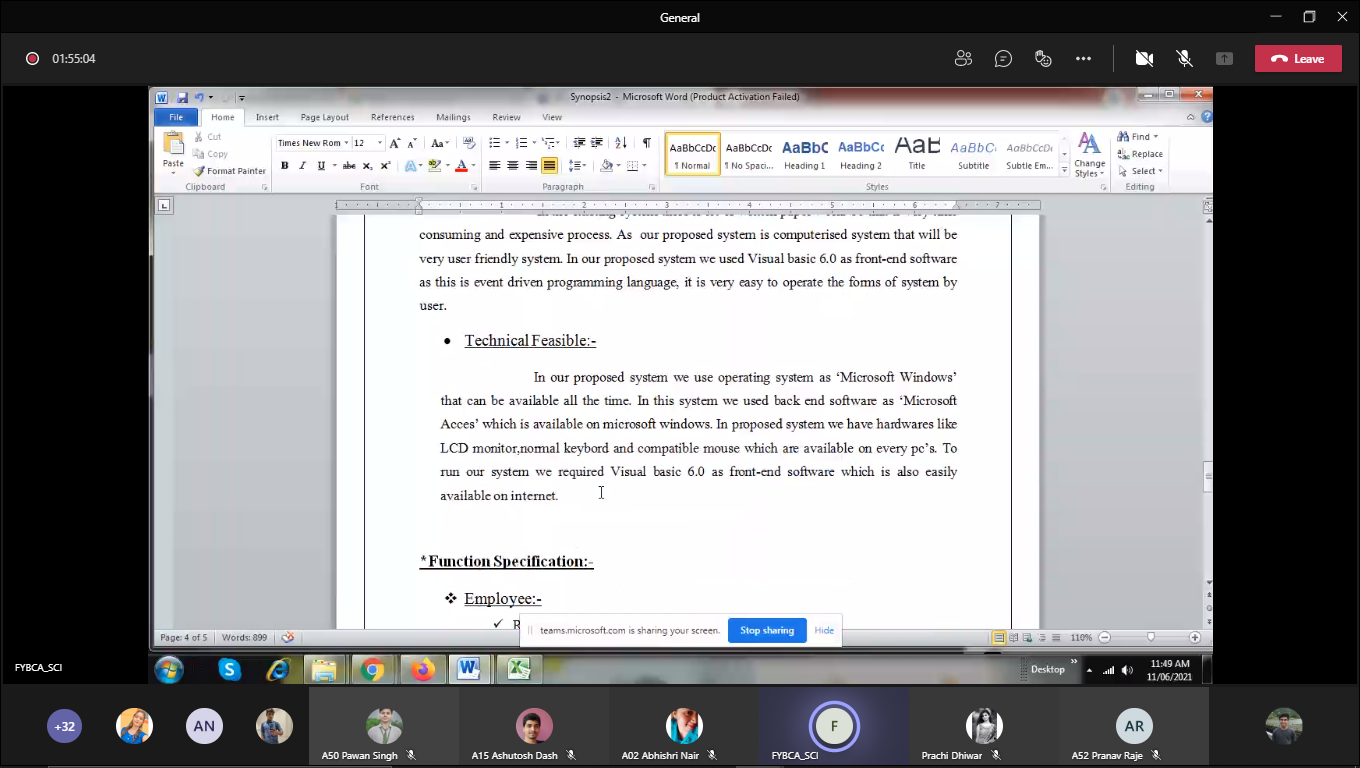 General
01:55:04
Leave
Synopsis2 - Microsoft Word (Product Activation Failed)
File Home Insert Page Layout References Mailings Review View
Paste
Cut
Copy
Format Painter
Clipboard
Times New Rom 12
B I U abc
Font
Paragraph
AaBbCcDc AaBbCcDc AaBbC AaBbCc AaB AaBbCc. AaBbCcDc
¶ Normal ¶ No Spaci... Heading 1 Heading 2 Title Subtitle Subtle Em...
Styles
Change Styles
Find
Replace
Select
Editing
1 1 2 3 4 5 6 7
consuming and expensive process. As our proposed system is computerised system that will be
very user friendly system. In our proposed system we used Visual basic 6.0 as front-end software
as this is event driven programming language, it is very easy to operate the forms of system by
user.
• Technical Feasible:-
In our proposed system we use operating system as ‘Microsoft Windows’
that can be available all the time. In this system we used back end software as ‘Microsoft
Acces’ which is available on microsoft windows. In proposed system we have hardwares like
LCD monitor,normal keybord and compatible mouse which are available on every pc’s. To
run our system we required Visual basic 6.0 as front-end software which is also easily
available on internet.
*Function Specification:-
❖ Employee:-
✓ R
teams.microsoft.com is sharing your screen. Stop sharing Hide
Page: 4 of 5 Words: 899 110%
FYBCA_SCI
Desktop
11:49 AM
11/06/2021
+32
AN
A50 Pawan Singh
A15 Ashutosh Dash
A02 Abhishri Nair
F
FYBCA_SCI
Prachi Dhiwar
AR
A52 Pranav Raje